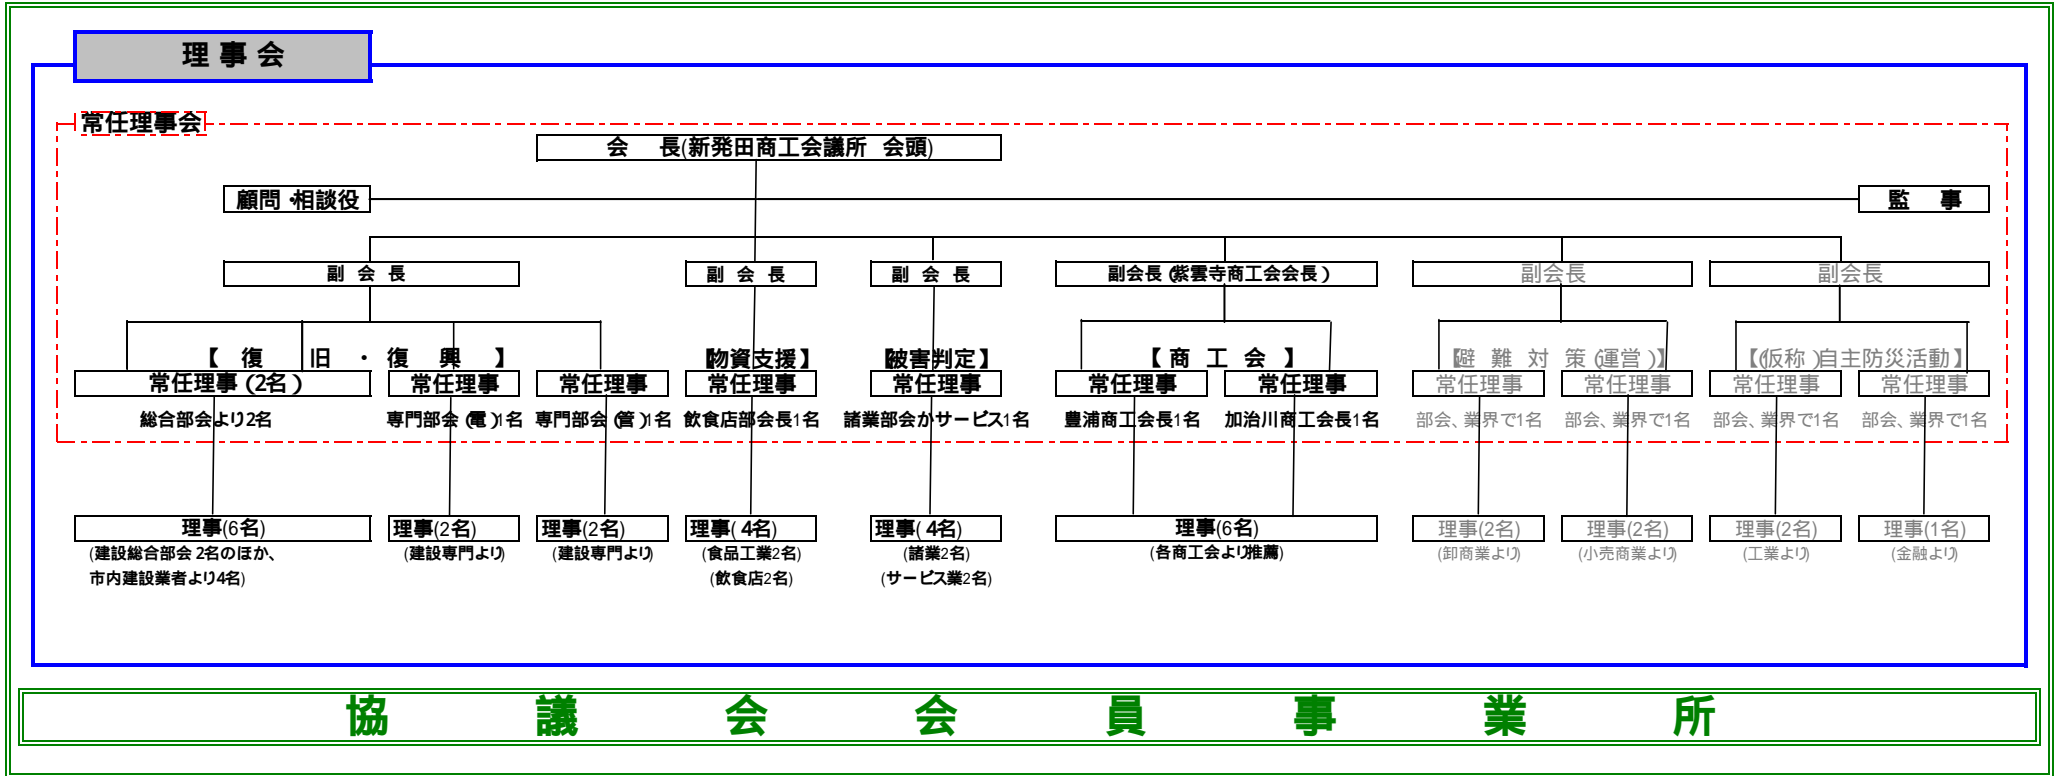 理事会
常任理事会
会　長(新発田商工会議所 会頭)
顧問・相談役
監　事
副 会 長
副 会 長
副 会 長
副会長(紫雲寺商工会会長)
副会長
副会長
【 復 旧 ・ 復 興 】
【物資支援】
【被害判定】
【 商 工 会 】
【避 難 対 策(運営)】
【(仮称)自主防災活動】
常任理事(2名)
常任理事
常任理事
常任理事
常任理事
常任理事
常任理事
常任理事
常任理事
常任理事
常任理事
総合部会より2名
専門部会(電)1名
専門部会(管)1名
飲食店部会長1名
諸業部会かサービス1名
豊浦商工会長1名
加治川商工会長1名
部会、業界で1名
部会、業界で1名
部会、業界で1名
部会、業界で1名
理事(6名)
理事(2名)
理事(2名)
理事(4名)
理事(4名)
理事(6名)
理事(2名)
理事(2名)
理事(2名)
理事(1名)
(建設総合部会2名のほか、
市内建設業者より4名)
(建設専門より)
(建設専門より)
(食品工業2名)
(飲食店2名)
(諸業2名)
(サービス業2名)
(各商工会より推薦)
(卸商業より)
(小売商業より)
(工業より)
(金融より)
協 議 会 会 員 事 業 所